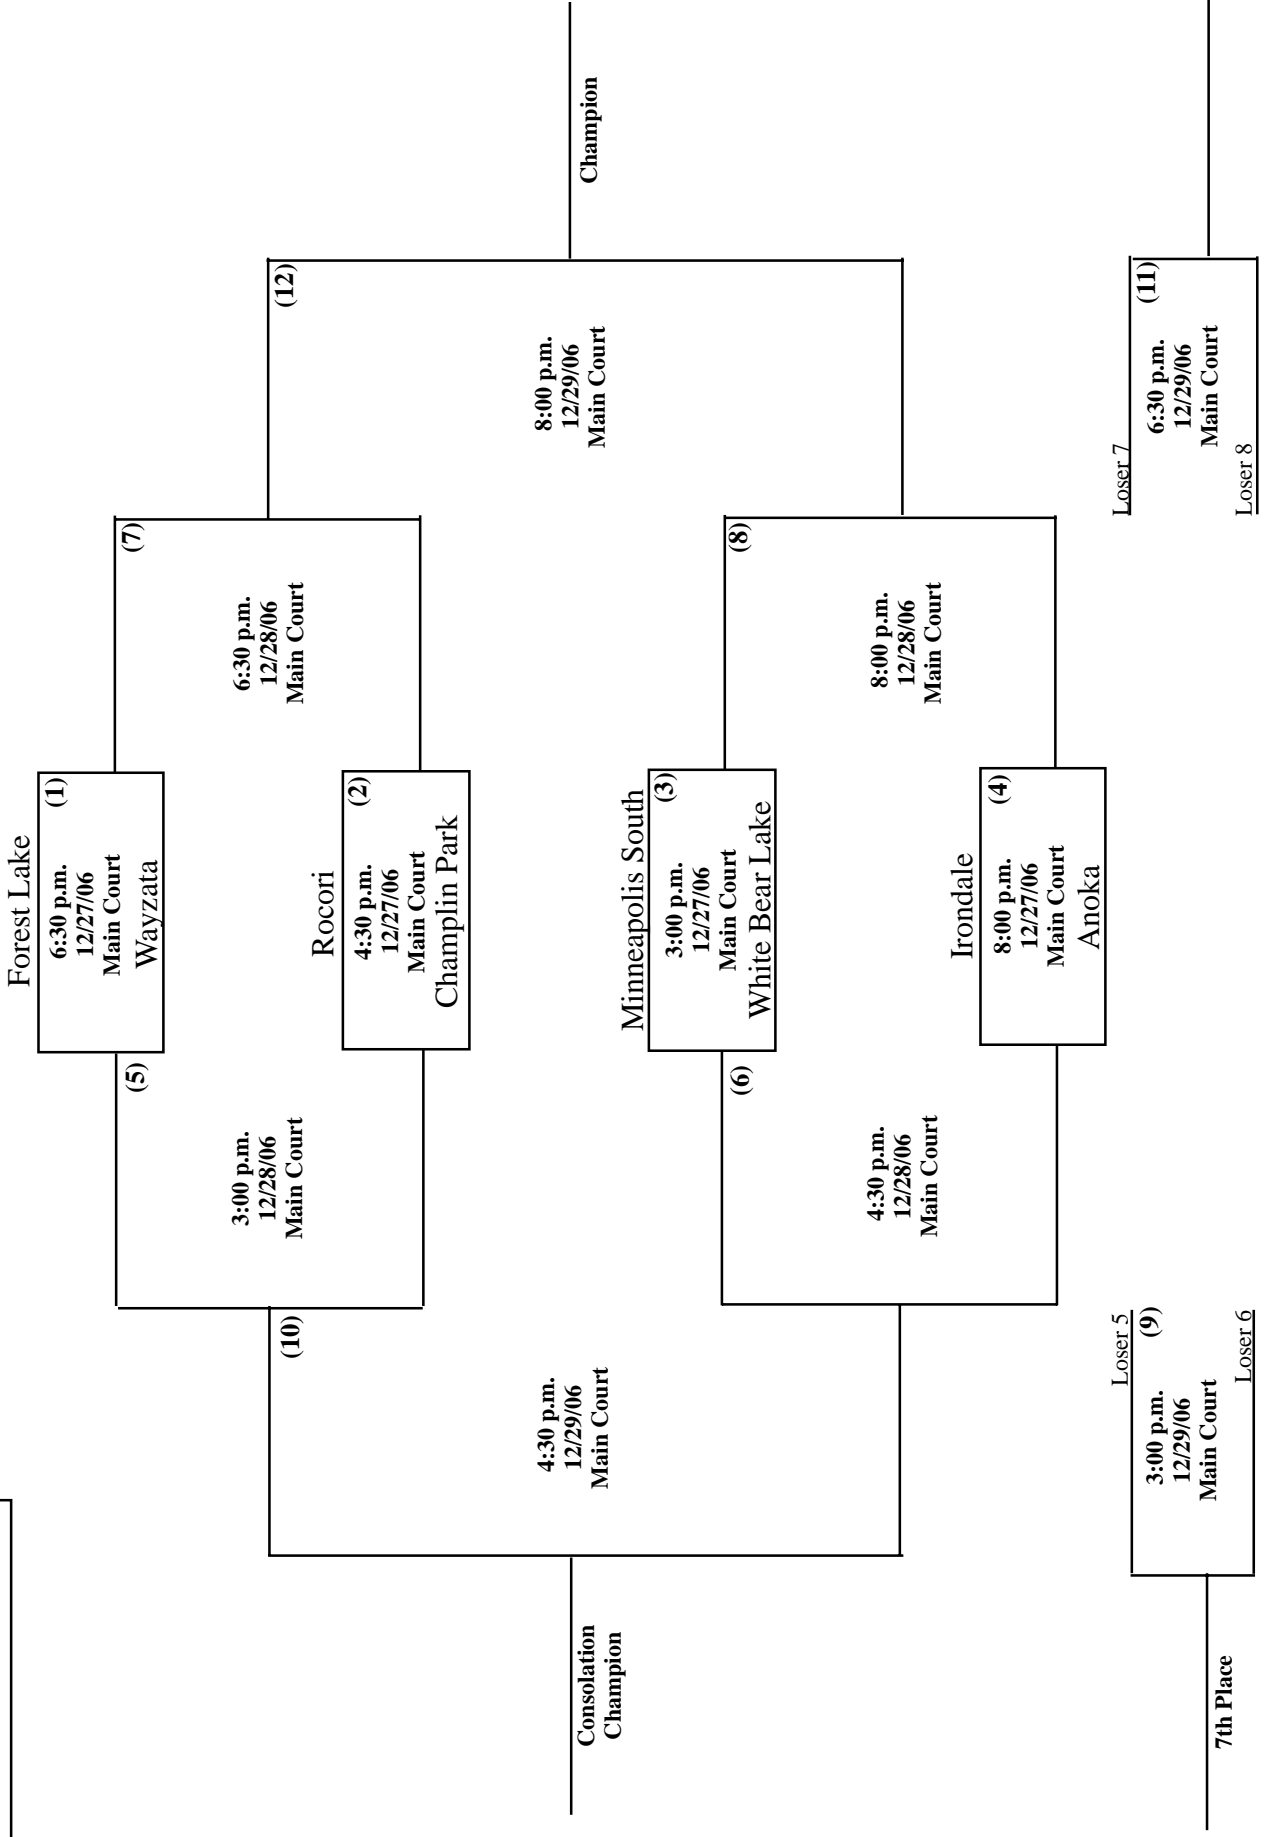 Forest Lake
(1)
6:30 p.m.
12/27/06
Main Court
Wayzata
(5)
3:00 p.m.
12/28/06
Main Court
(7)
6:30 p.m.
12/28/06
Main Court
Rocori
(2)
4:30 p.m.
12/27/06
Main Court
Champlin Park
(10)
4:30 p.m.
12/29/06
Main Court
(12)
8:00 p.m.
12/29/06
Main Court
Consolation
Champion
Champion
Minneapolis South
(3)
3:00 p.m.
12/27/06
Main Court
White Bear Lake
(6)
4:30 p.m.
12/28/06
Main Court
(8)
8:00 p.m.
12/28/06
Main Court
Irondale
(4)
8:00 p.m.
12/27/06
Main Court
Anoka
Loser 5
(9)
3:00 p.m.
12/29/06
Main Court
Loser 6
7th Place
Loser 7
(11)
6:30 p.m.
12/29/06
Main Court
Loser 8